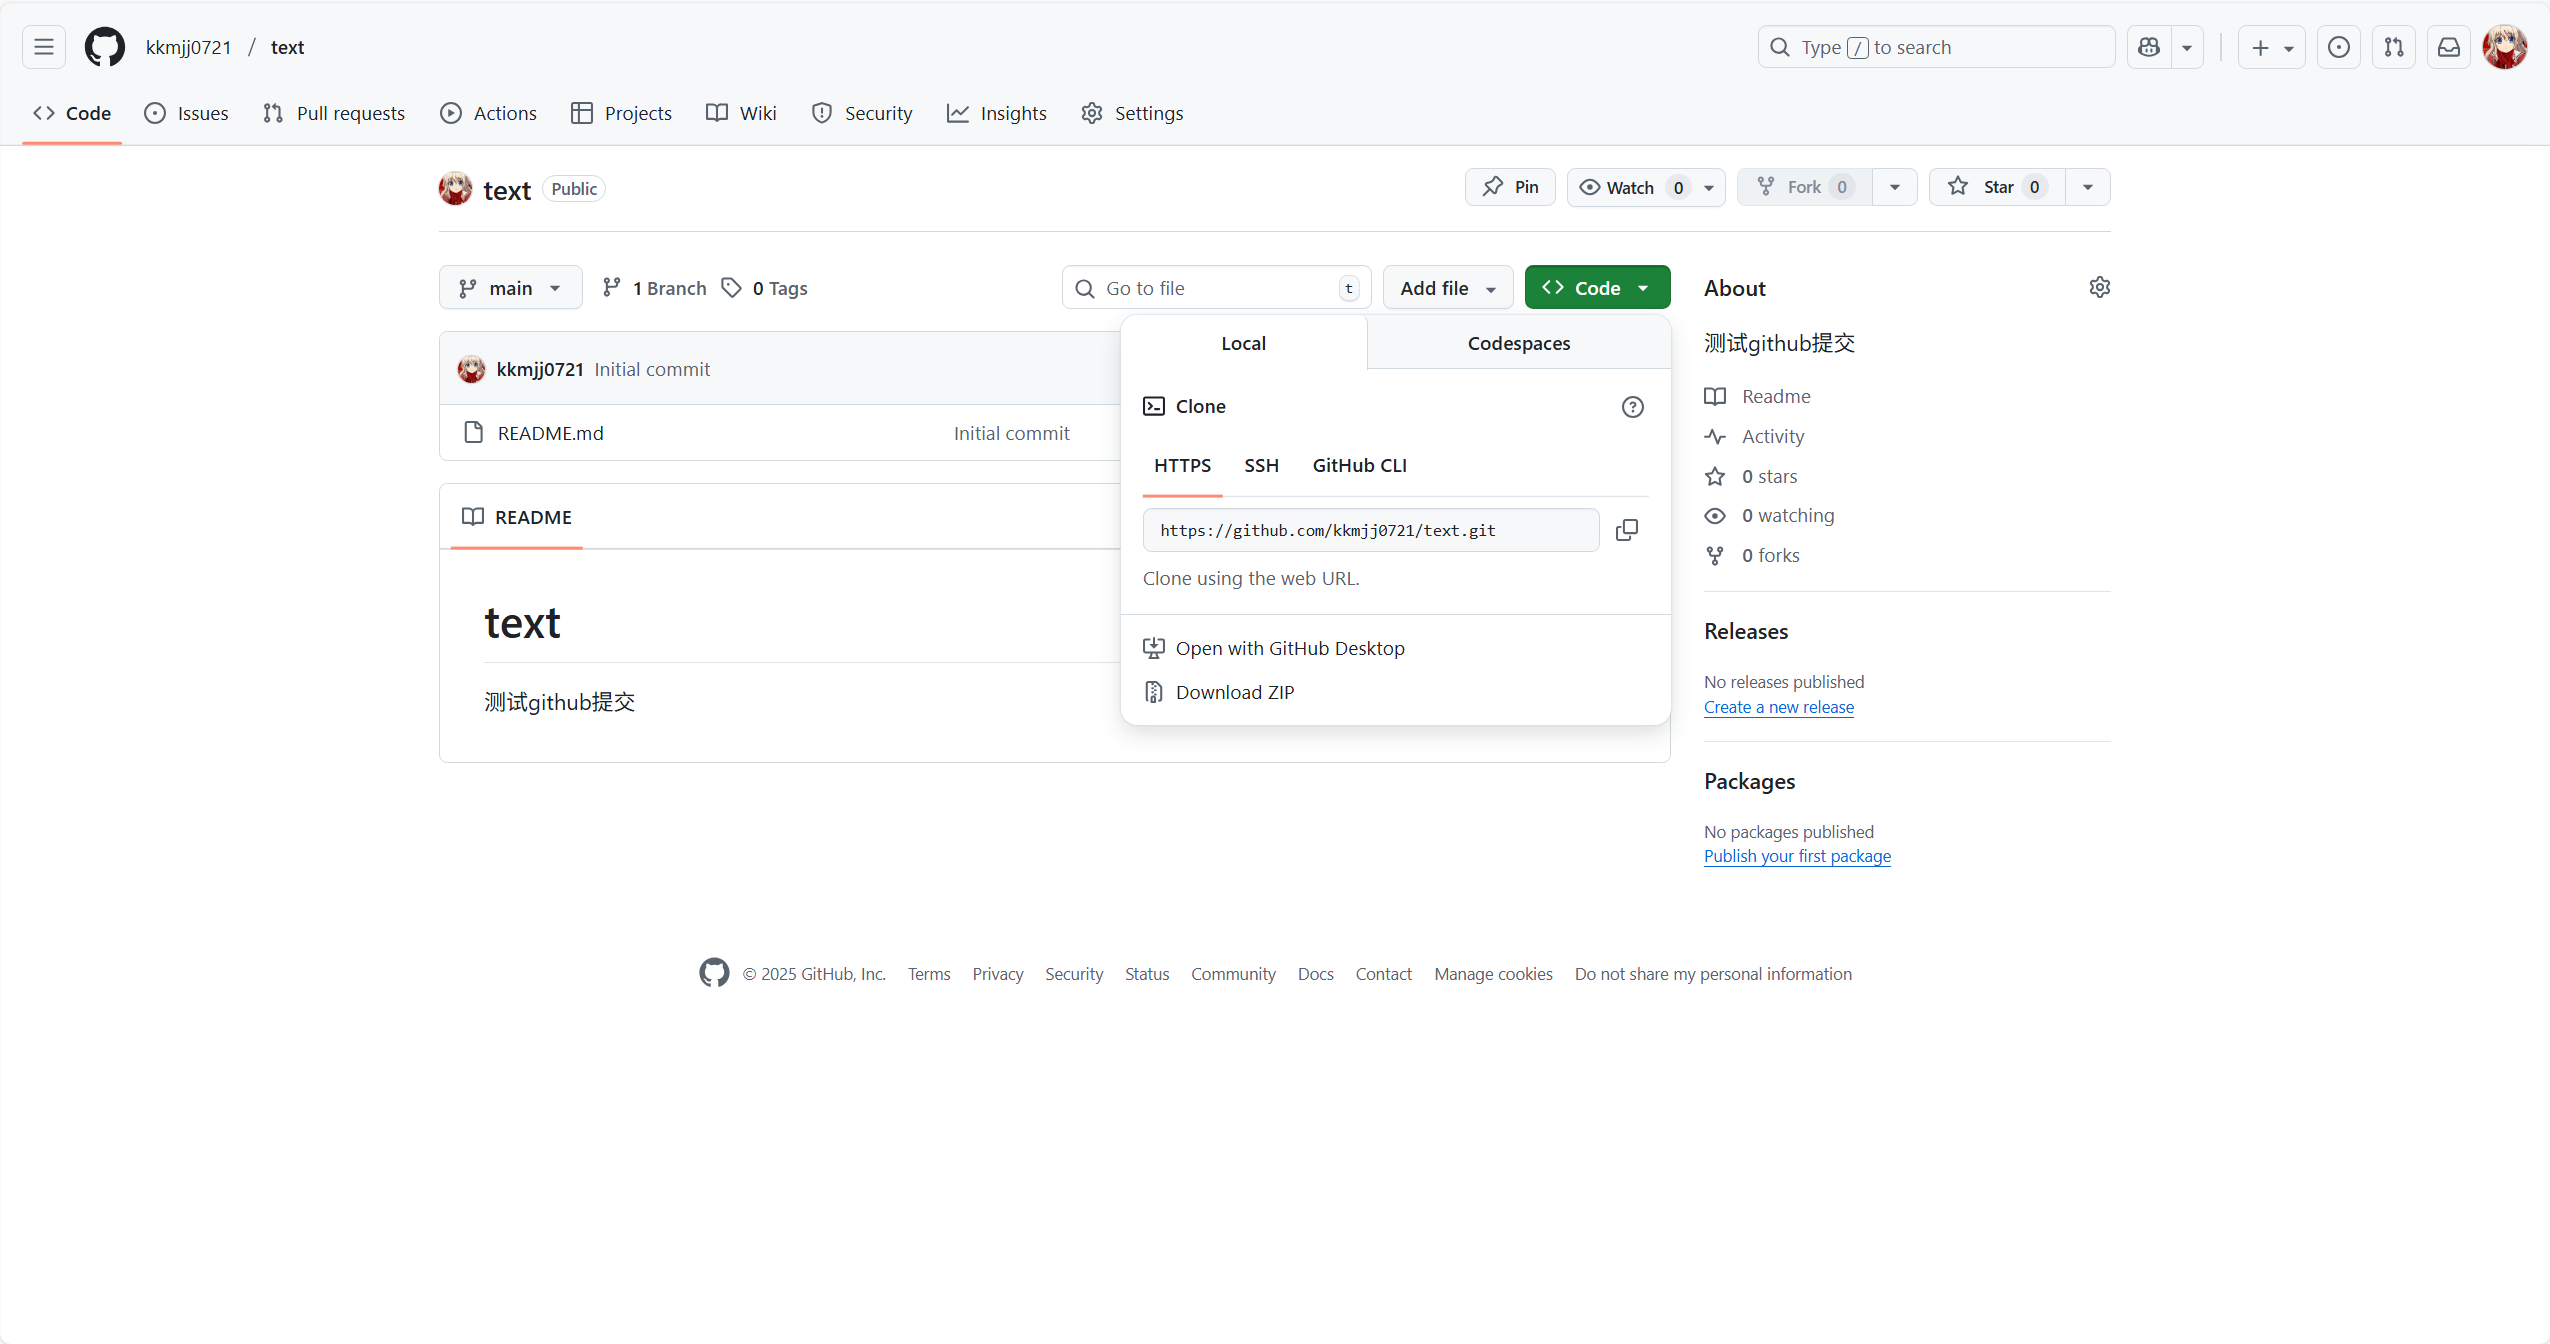 kkmjj0721 / text
Type / to search
Code Issues Pull requests Actions Projects Wiki Security Insights Settings
text Public
Pin Watch 0 Fork 0 Star 0
main 1 Branch 0 Tags
Go to file t Add file Code
Local Codespaces
Clone
HTTPS SSH GitHub CLI
https://github.com/kkmjj0721/text.git
Clone using the web URL.
Open with GitHub Desktop
Download ZIP
kkmjj0721 Initial commit
README.md Initial commit
README
text
测试github提交
About
测试github提交
Readme
Activity
0 stars
0 watching
0 forks
Releases
No releases published
Create a new release
Packages
No packages published
Publish your first package
© 2025 GitHub, Inc. Terms Privacy Security Status Community Docs Contact Manage cookies Do not share my personal information